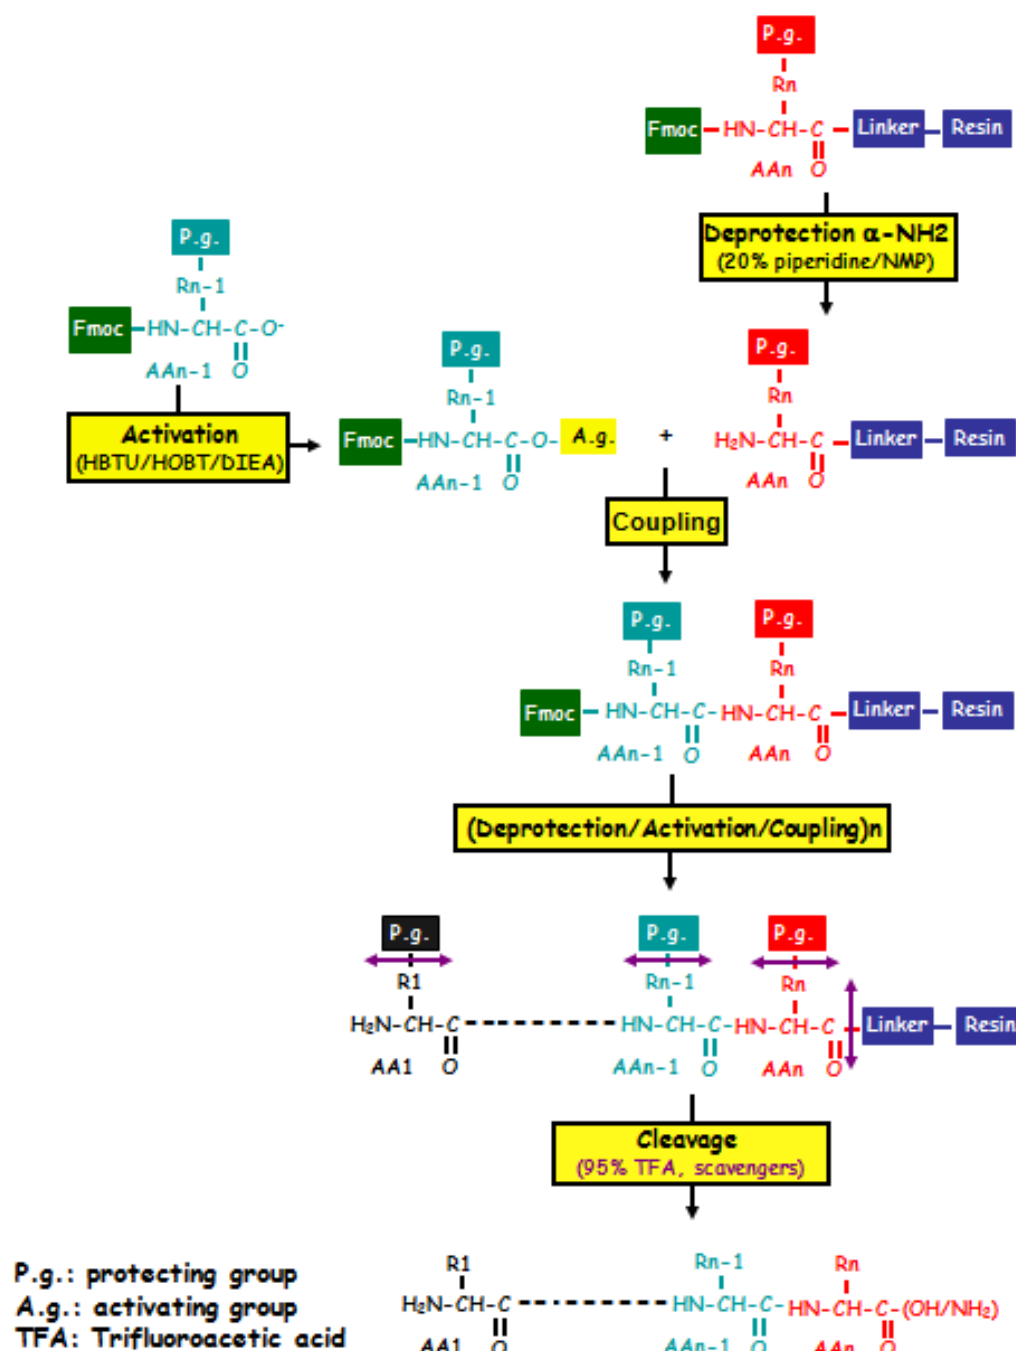 P.g.
Rn
Fmoc HN-CH-C Linker Resin
AAn O
Deprotection α-NH2
(20% piperidine/NMP)
P.g.
Rn-1
Fmoc HN-CH-C-O-
AAn-1 O
Activation
(HBTU/HOBT/DIEA)
P.g.
Rn-1
Fmoc HN-CH-C-O- A.g.
AAn-1 O
+
P.g.
Rn
H₂N-CH-C Linker Resin
AAn O
Coupling
P.g. P.g.
Rn-1 Rn
Fmoc HN-CH-C-HN-CH-C Linker Resin
AAn-1 O AAn O
(Deprotection/Activation/Coupling)n
P.g. P.g. P.g.
R1 Rn-1 Rn
H₂N-CH-C HN-CH-C-HN-CH-C Linker Resin
AA1 O AAn-1 O AAn O
Cleavage
(95% TFA, scavengers)
R1 Rn-1 Rn
H₂N-CH-C HN-CH-C-HN-CH-C-(OH/NH₂)
AA1 O AAn-1 O AAn O
P.g.: protecting group
A.g.: activating group
TFA: Trifluoroacetic acid